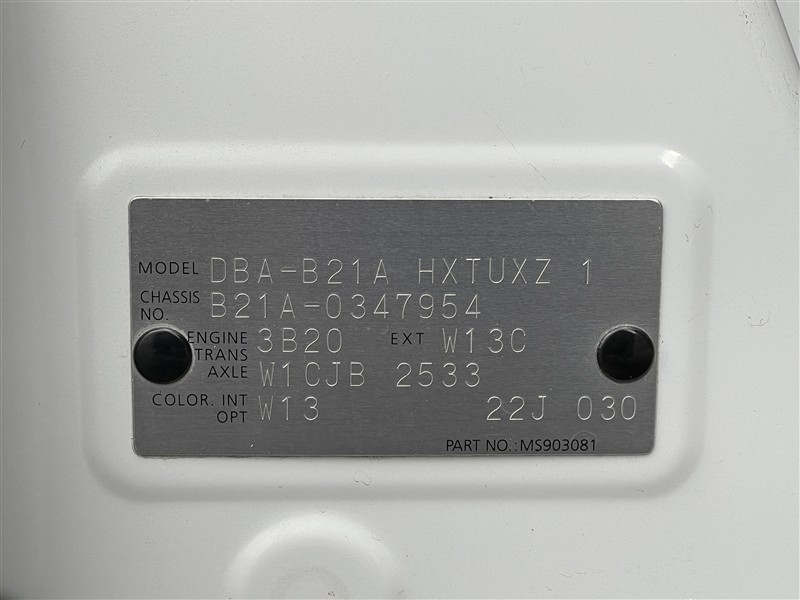 MODEL DBA-B21A HXTUXZ 1
CHASSIS NO. B21A-0347954
ENGINE 3B20 EXT W13C
TRANS AXLE W1CJB 2533
COLOR. INT OPT W13 22J 030
PART NO.:MS903081